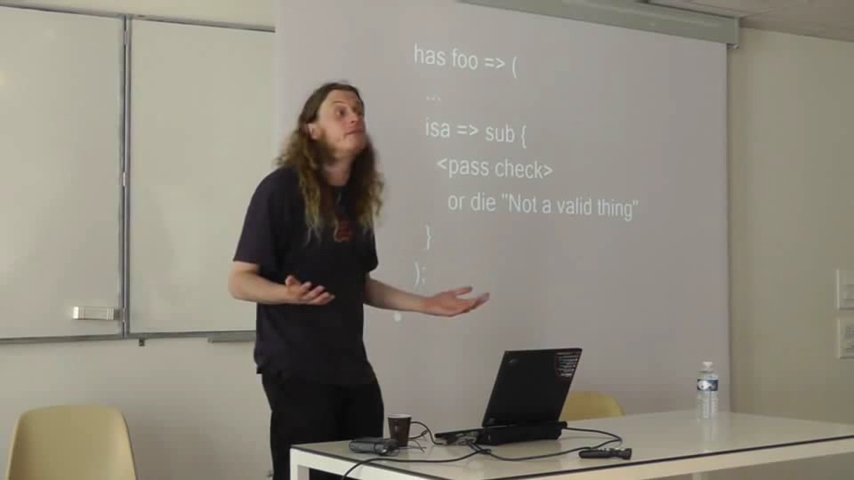 has foo => (
...
isa => sub {
<pass check>
or die "Not a valid thing"
}
);